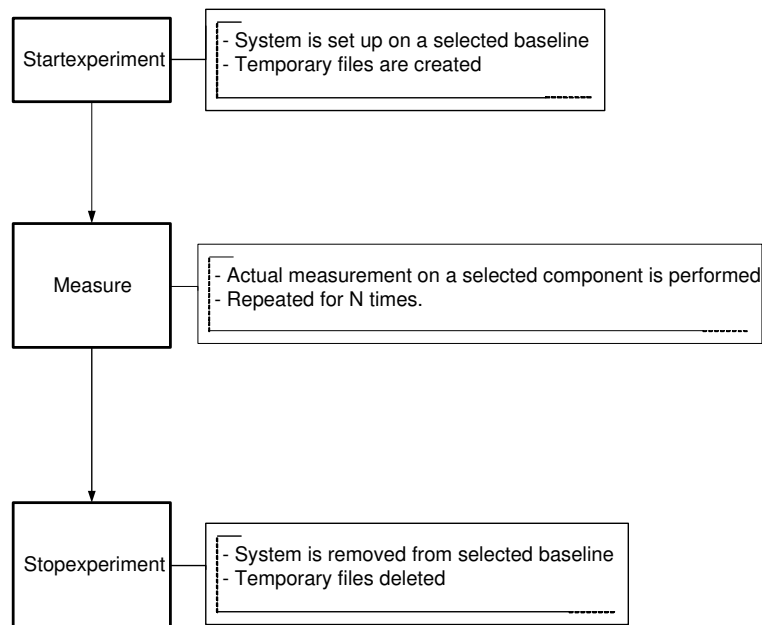 Startexperiment
- System is set up on a selected baseline
- Temporary files are created
Measure
- Actual measurement on a selected component is performed
- Repeated for N times.
Stopexperiment
- System is removed from selected baseline
- Temporary files deleted